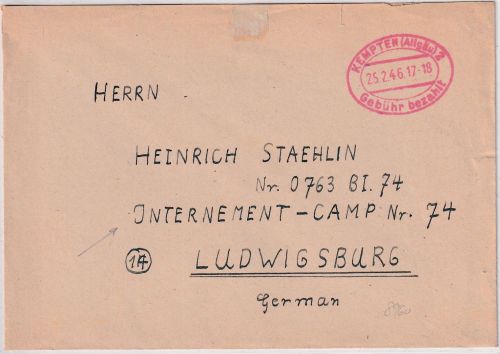 KEMPTEN (Allgäu) 2
25.2.46.17-18
Gebühr bezahlt
HERRN
HEINRICH STAEHLIN
Nr. 0763 BI. 74
INTERNEMENT-CAMP Nr. 74
14 LUDWIGSBURG
German